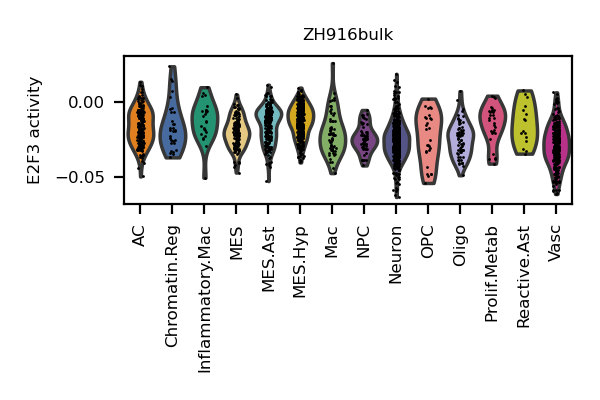 ZH916bulk
E2F3 activity
0.00
−0.05
AC
Chromatin.Reg
Inflammatory.Mac
MES
MES.Ast
MES.Hyp
Mac
NPC
Neuron
OPC
Oligo
Prolif.Metab
Reactive.Ast
Vasc